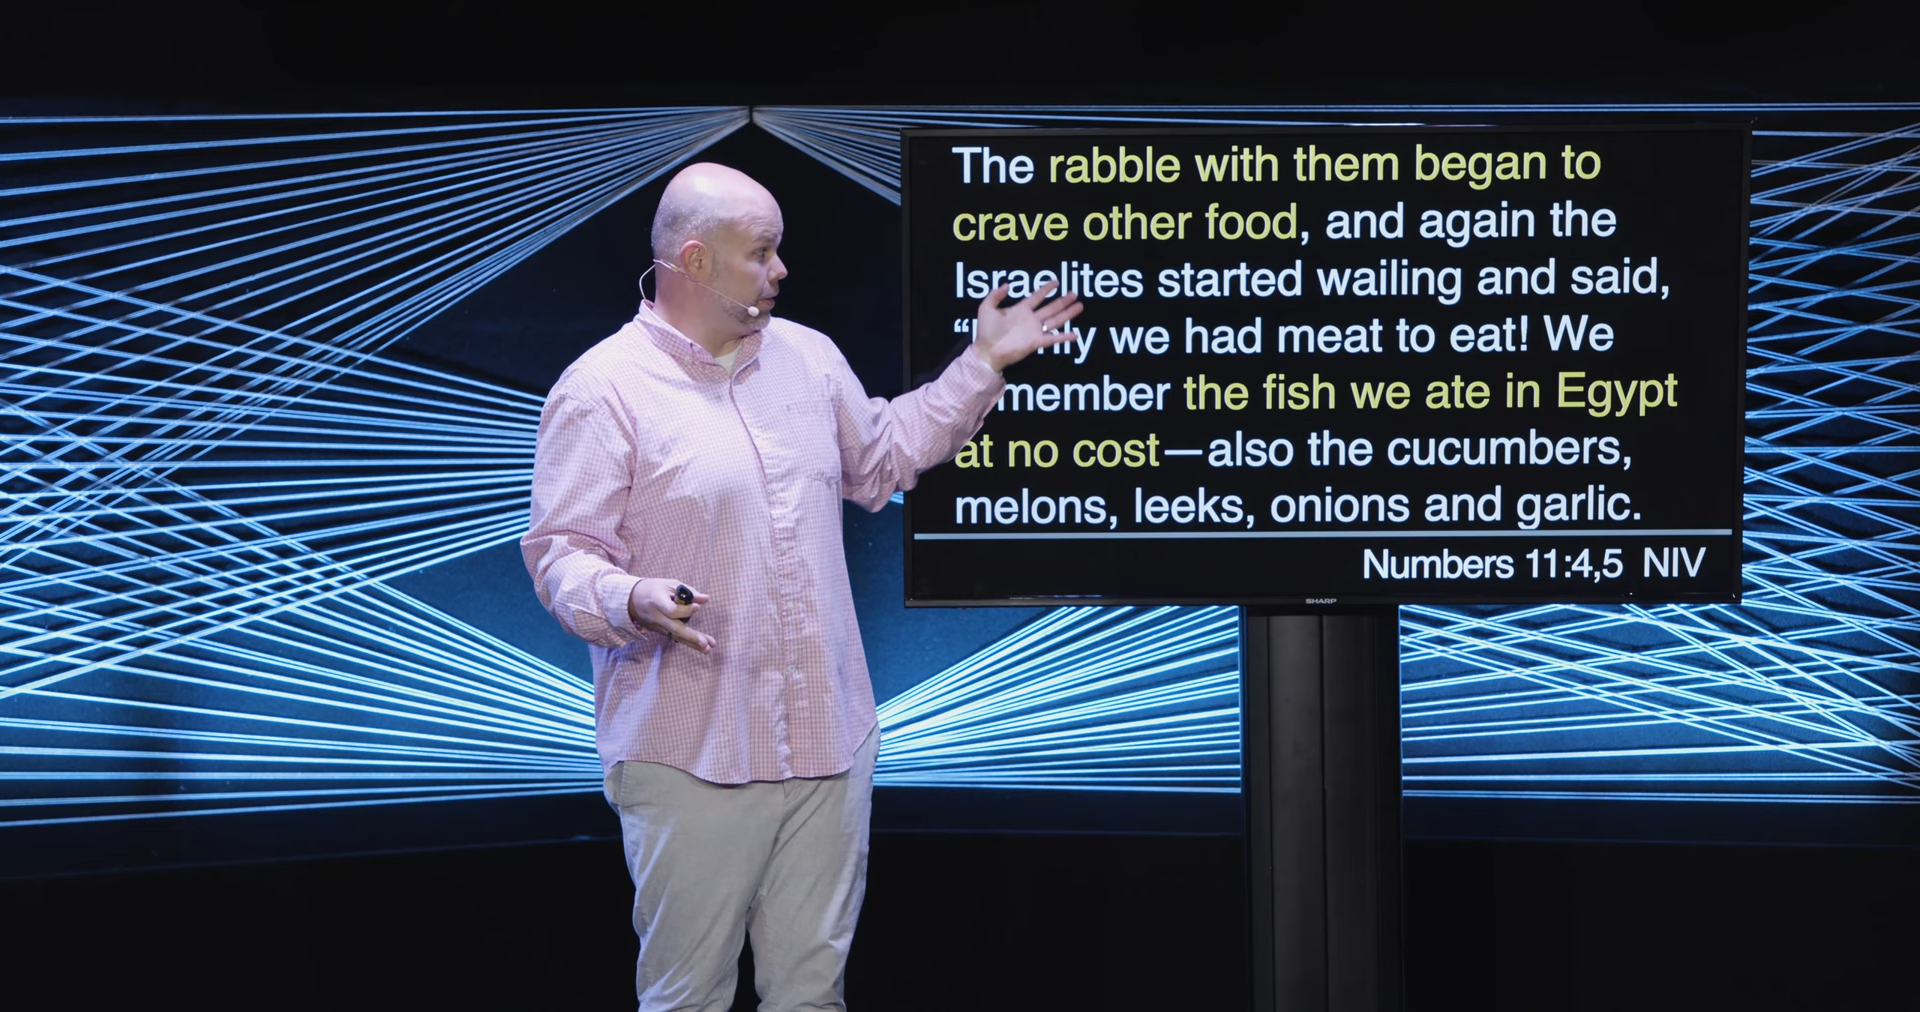 The rabble with them began to
crave other food, and again the
Israelites started wailing and said,
we had meat to eat! We
the fish we ate in Egypt
at no cost—also the cucumbers,
melons, leeks, onions and garlic.
Numbers 11:4,5 NIV
SHARP